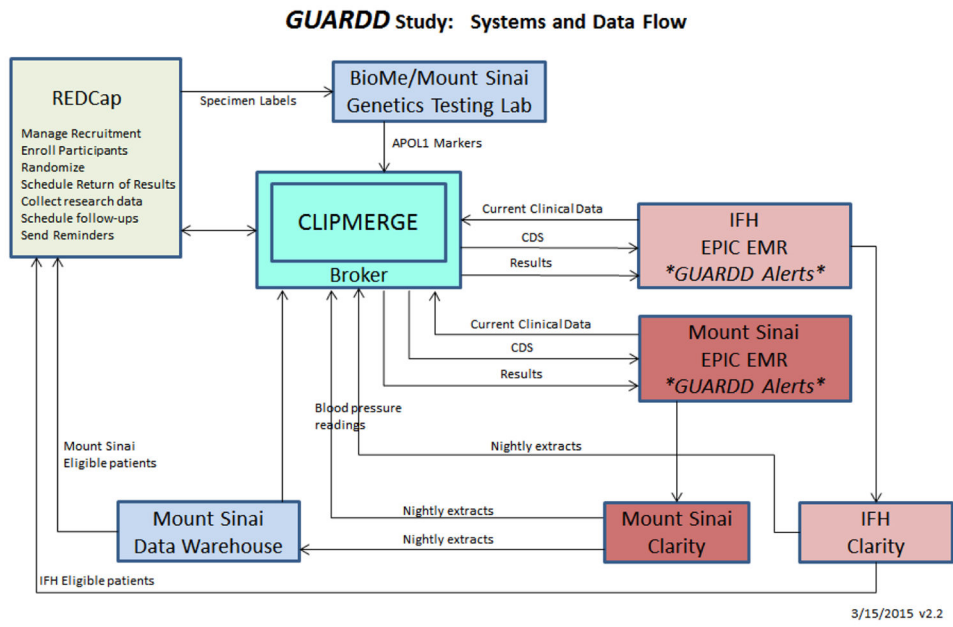 GUARDD Study: Systems and Data Flow
REDCap
Manage Recruitment
Enroll Participants
Randomize
Schedule Return of Results
Collect research data
Schedule follow-ups
Send Reminders
Specimen Labels
BioMe/Mount Sinai
Genetics Testing Lab
APOL1 Markers
CLIPMERGE
Broker
Current Clinical Data
CDS
Results
IFH
EPIC EMR
*GUARDD Alerts*
Current Clinical Data
CDS
Results
Mount Sinai
EPIC EMR
*GUARDD Alerts*
Blood pressure
readings
Nightly extracts
Mount Sinai
Eligible patients
Mount Sinai
Data Warehouse
Nightly extracts
Nightly extracts
Mount Sinai
Clarity
IFH
Clarity
IFH Eligible patients
3/15/2015 v2.2